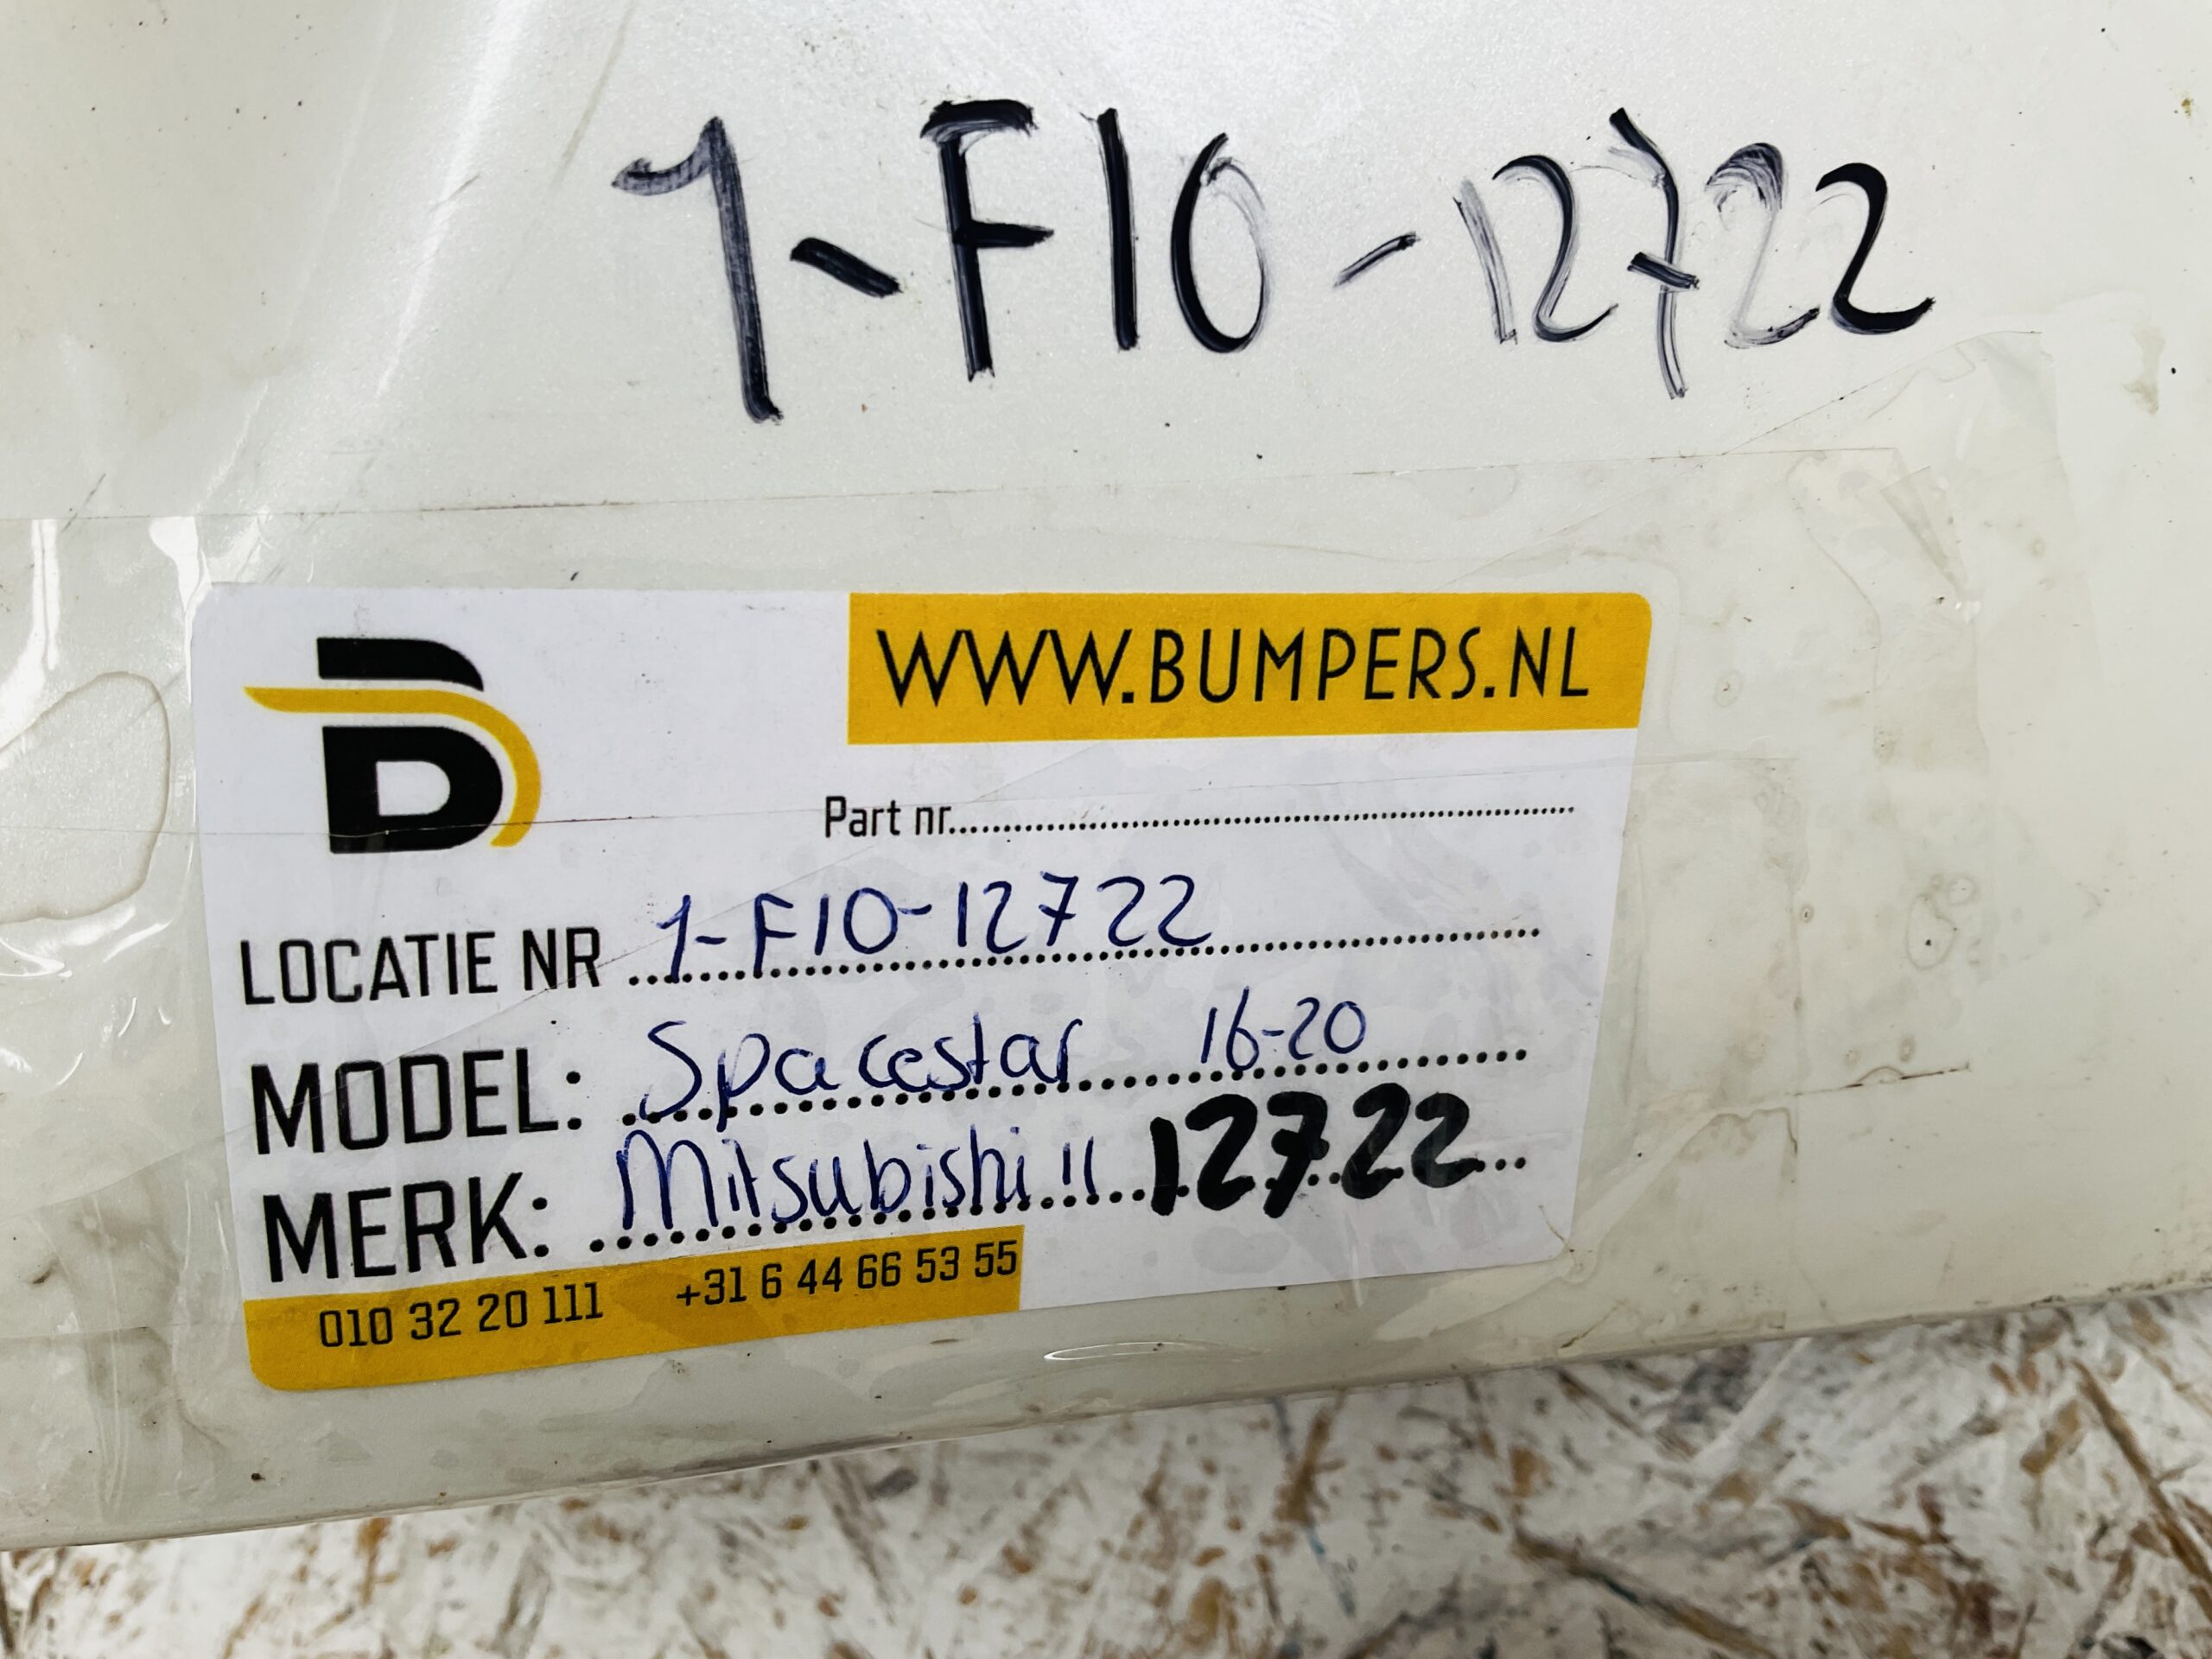 1-F10-12722
B
WWW.BUMPERS.NL
Part nr.
LOCATIE NR 1-F10-12722
MODEL: Spacestar 16-20
MERK: Mitsubishi !! 12722
010 32 20 111 +31 6 44 66 53 55